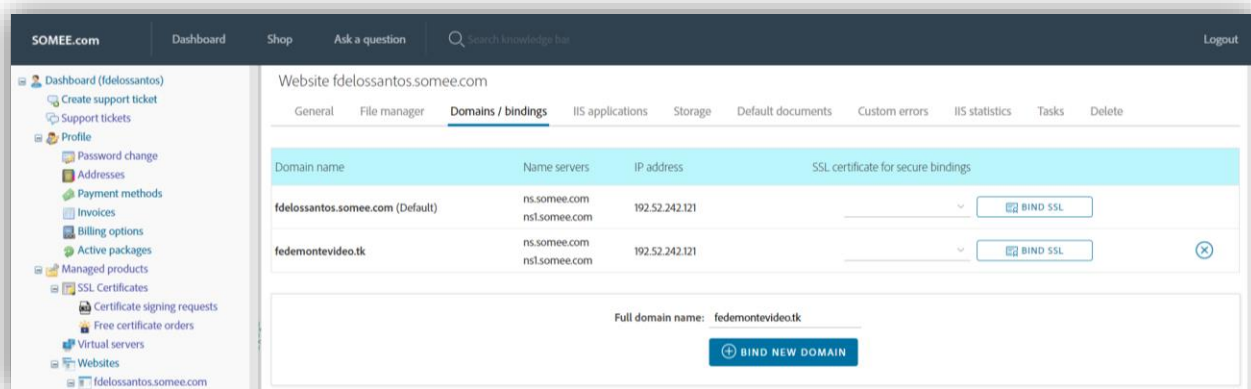 SOMEE.com Dashboard Shop Ask a question Search knowledge bas Logout
Dashboard (fdelossantos)
Create support ticket
Support tickets
Profile
Password change
Addresses
Payment methods
Invoices
Billing options
Active packages
Managed products
SSL Certificates
Certificate signing requests
Free certificate orders
Virtual servers
Websites
fdelossantos.somee.com
Website fdelossantos.somee.com
General File manager Domains / bindings IIS applications Storage Default documents Custom errors IIS statistics Tasks Delete
Domain name Name servers IP address SSL certificate for secure bindings
fdelossantos.somee.com (Default) ns.somee.com 192.52.242.121 BIND SSL
ns1.somee.com
fedemontevideo.tk ns.somee.com 192.52.242.121 BIND SSL
ns1.somee.com
Full domain name: fedemontevideo.tk
BIND NEW DOMAIN